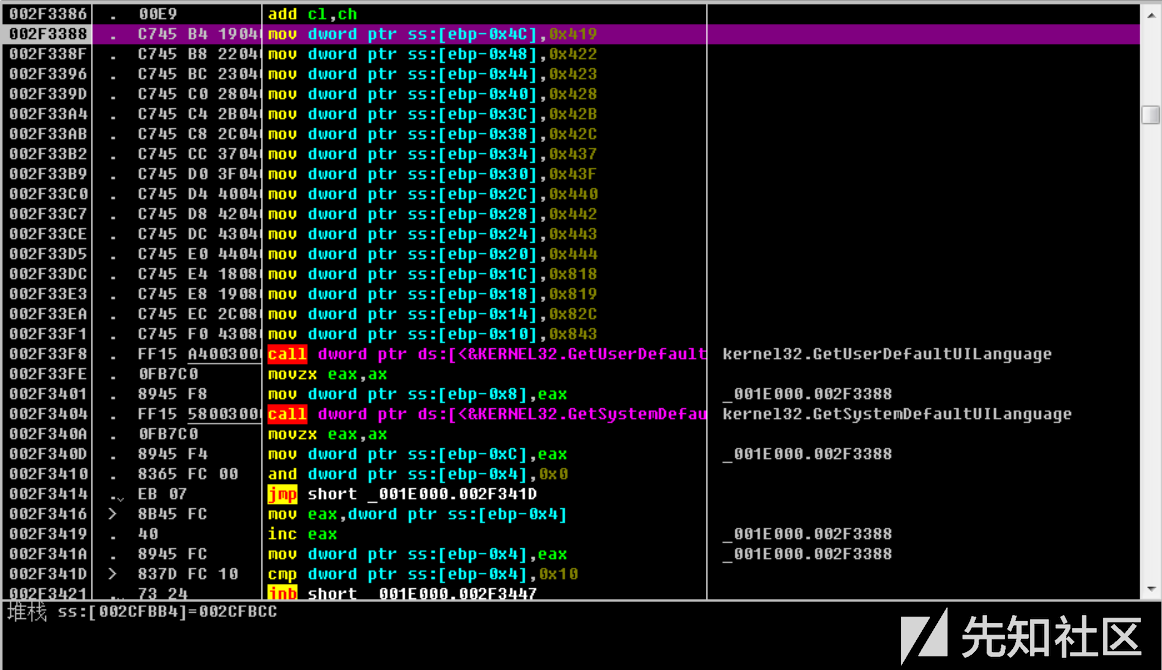 002F3386 . 00E9 add cl,ch
002F3388 . C745 B4 1904 mov dword ptr ss:[ebp-0x4C],0x419
002F338F . C745 B8 2204 mov dword ptr ss:[ebp-0x48],0x422
002F3396 . C745 BC 2304 mov dword ptr ss:[ebp-0x44],0x423
002F339D . C745 C0 2804 mov dword ptr ss:[ebp-0x40],0x428
002F33A4 . C745 C4 2B04 mov dword ptr ss:[ebp-0x3C],0x42B
002F33AB . C745 C8 2C04 mov dword ptr ss:[ebp-0x38],0x42C
002F33B2 . C745 CC 3704 mov dword ptr ss:[ebp-0x34],0x437
002F33B9 . C745 D0 3F04 mov dword ptr ss:[ebp-0x30],0x43F
002F33C0 . C745 D4 4004 mov dword ptr ss:[ebp-0x2C],0x440
002F33C7 . C745 D8 4204 mov dword ptr ss:[ebp-0x28],0x442
002F33CE . C745 DC 4304 mov dword ptr ss:[ebp-0x24],0x443
002F33D5 . C745 E0 4404 mov dword ptr ss:[ebp-0x20],0x444
002F33DC . C745 E4 1808 mov dword ptr ss:[ebp-0x1C],0x818
002F33E3 . C745 E8 1908 mov dword ptr ss:[ebp-0x18],0x819
002F33EA . C745 EC 2C08 mov dword ptr ss:[ebp-0x14],0x82C
002F33F1 . C745 F0 4308 mov dword ptr ss:[ebp-0x10],0x843
002F33F8 . FF15 A4003000 call dword ptr ds:[<&KERNEL32.GetUserDefault kernel32.GetUserDefaultUILanguage
002F33FE . 0FB7C0 movzx eax,ax
002F3401 . 8945 F8 mov dword ptr ss:[ebp-0x8],eax _001E000.002F3388
002F3404 . FF15 58003000 call dword ptr ds:[<&KERNEL32.GetSystemDefau kernel32.GetSystemDefaultUILanguage
002F340A . 0FB7C0 movzx eax,ax
002F340D . 8945 F4 mov dword ptr ss:[ebp-0xC],eax _001E000.002F3388
002F3410 . 8365 FC 00 and dword ptr ss:[ebp-0x4],0x0
002F3414 . EB 07 jmp short _001E000.002F341D
002F3416 > 8B45 FC mov eax,dword ptr ss:[ebp-0x4]
002F3419 . 40 inc eax _001E000.002F3388
002F341A . 8945 FC mov dword ptr ss:[ebp-0x4],eax _001E000.002F3388
002F341D > 837D FC 10 cmp dword ptr ss:[ebp-0x4],0x10
002F3421 . 73 24 jnb short _001E000.002F3447
堆栈 ss:[002CFBB4]=002CFBCC
先知社区